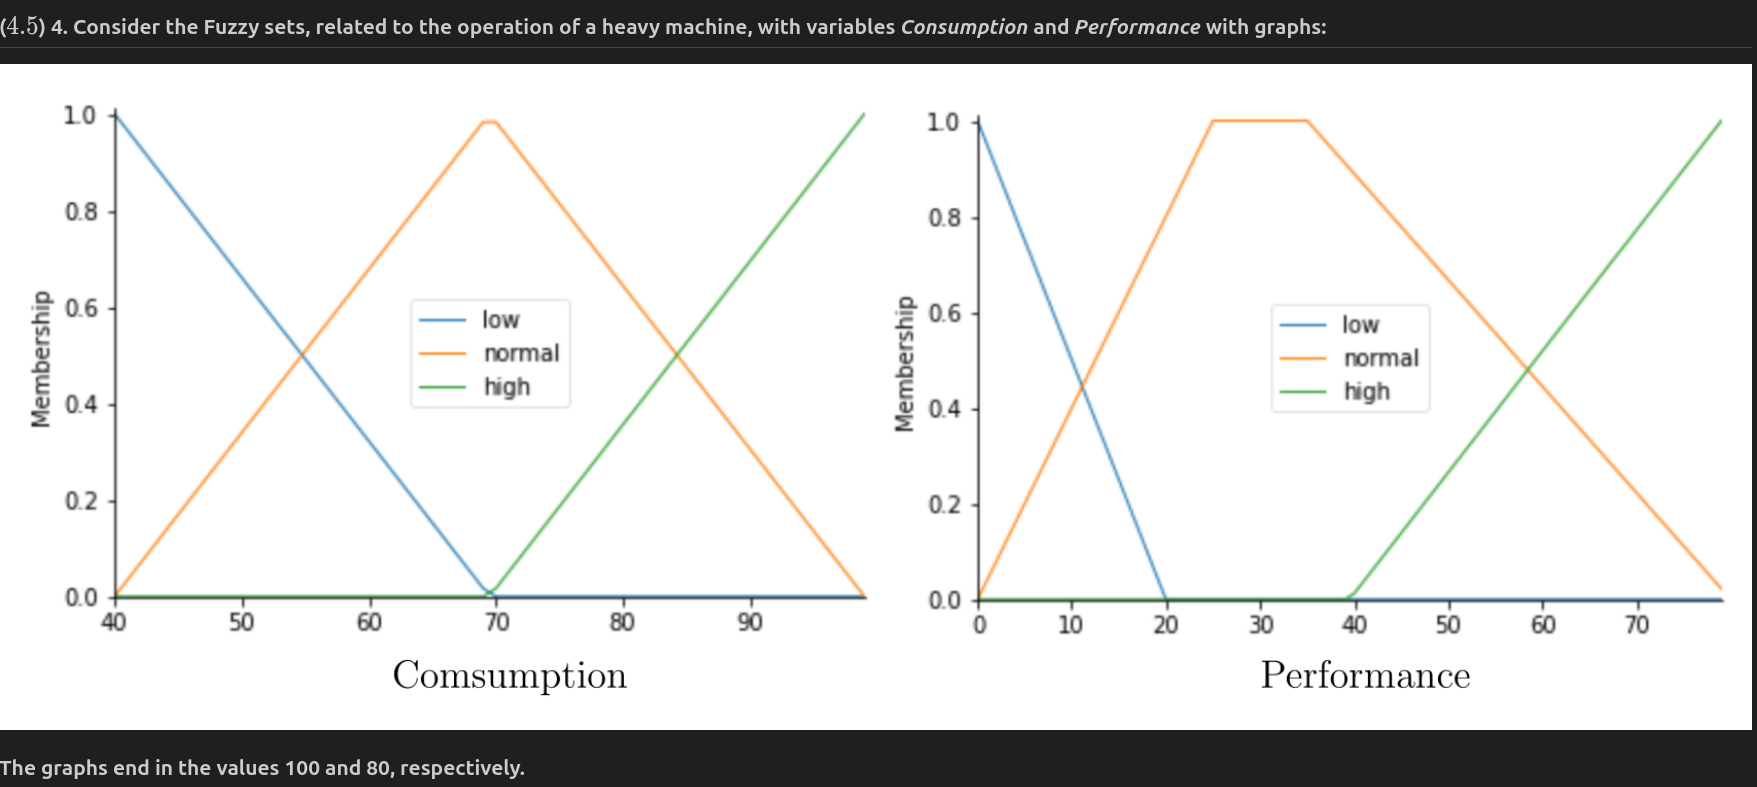 (4.5) 4. Consider the Fuzzy sets, related to the operation of a heavy machine, with variables Consumption and Performance with graphs:
1.0
0.8
0.6
0.4
0.2
0.0
Membership
low
normal
high
40 50 60 70 80 90
Comsumption
1.0
0.8
0.6
0.4
0.2
0.0
Membership
low
normal
high
0 10 20 30 40 50 60 70
Performance
The graphs end in the values 100 and 80, respectively.